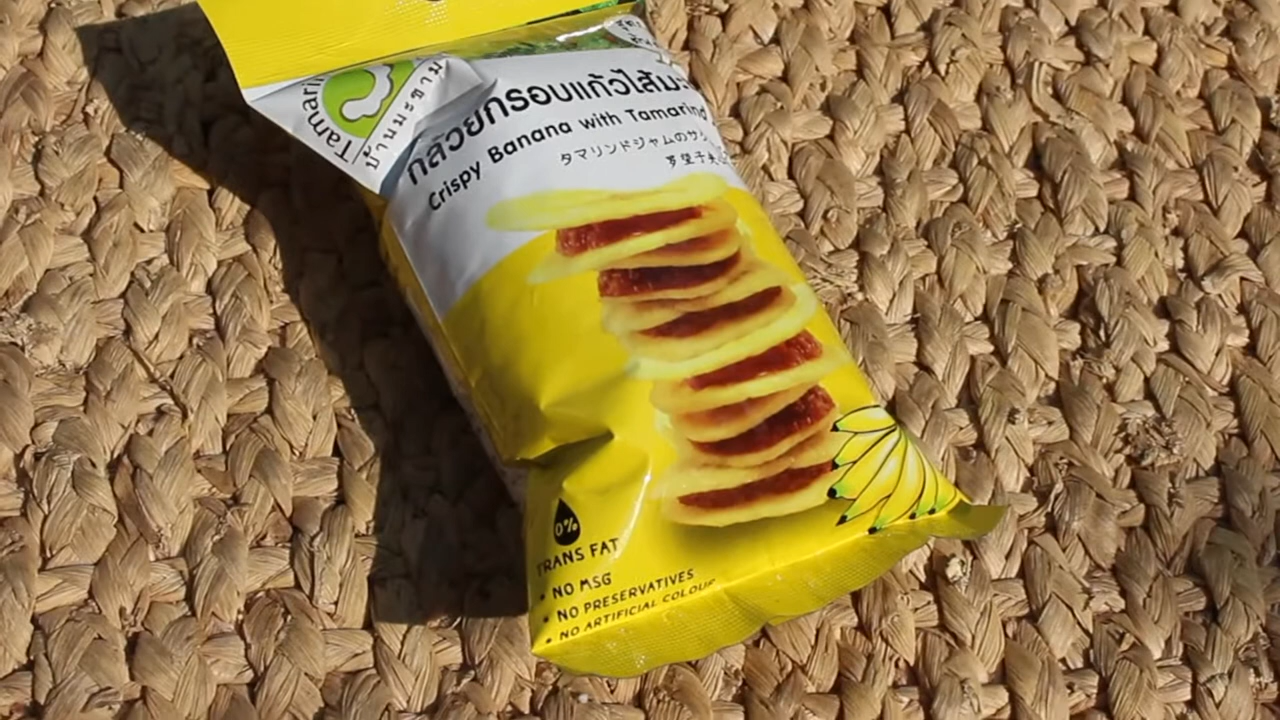 บ้านมะขาม
กล้วยกรอบแก้วไส้มะ
Crispy Banana with Tamarind
タマリンドジャムのサ
0%
TRANS FAT
• NO MSG
• NO PRESERVATIVES
• NO ARTIFICIAL COLOUR